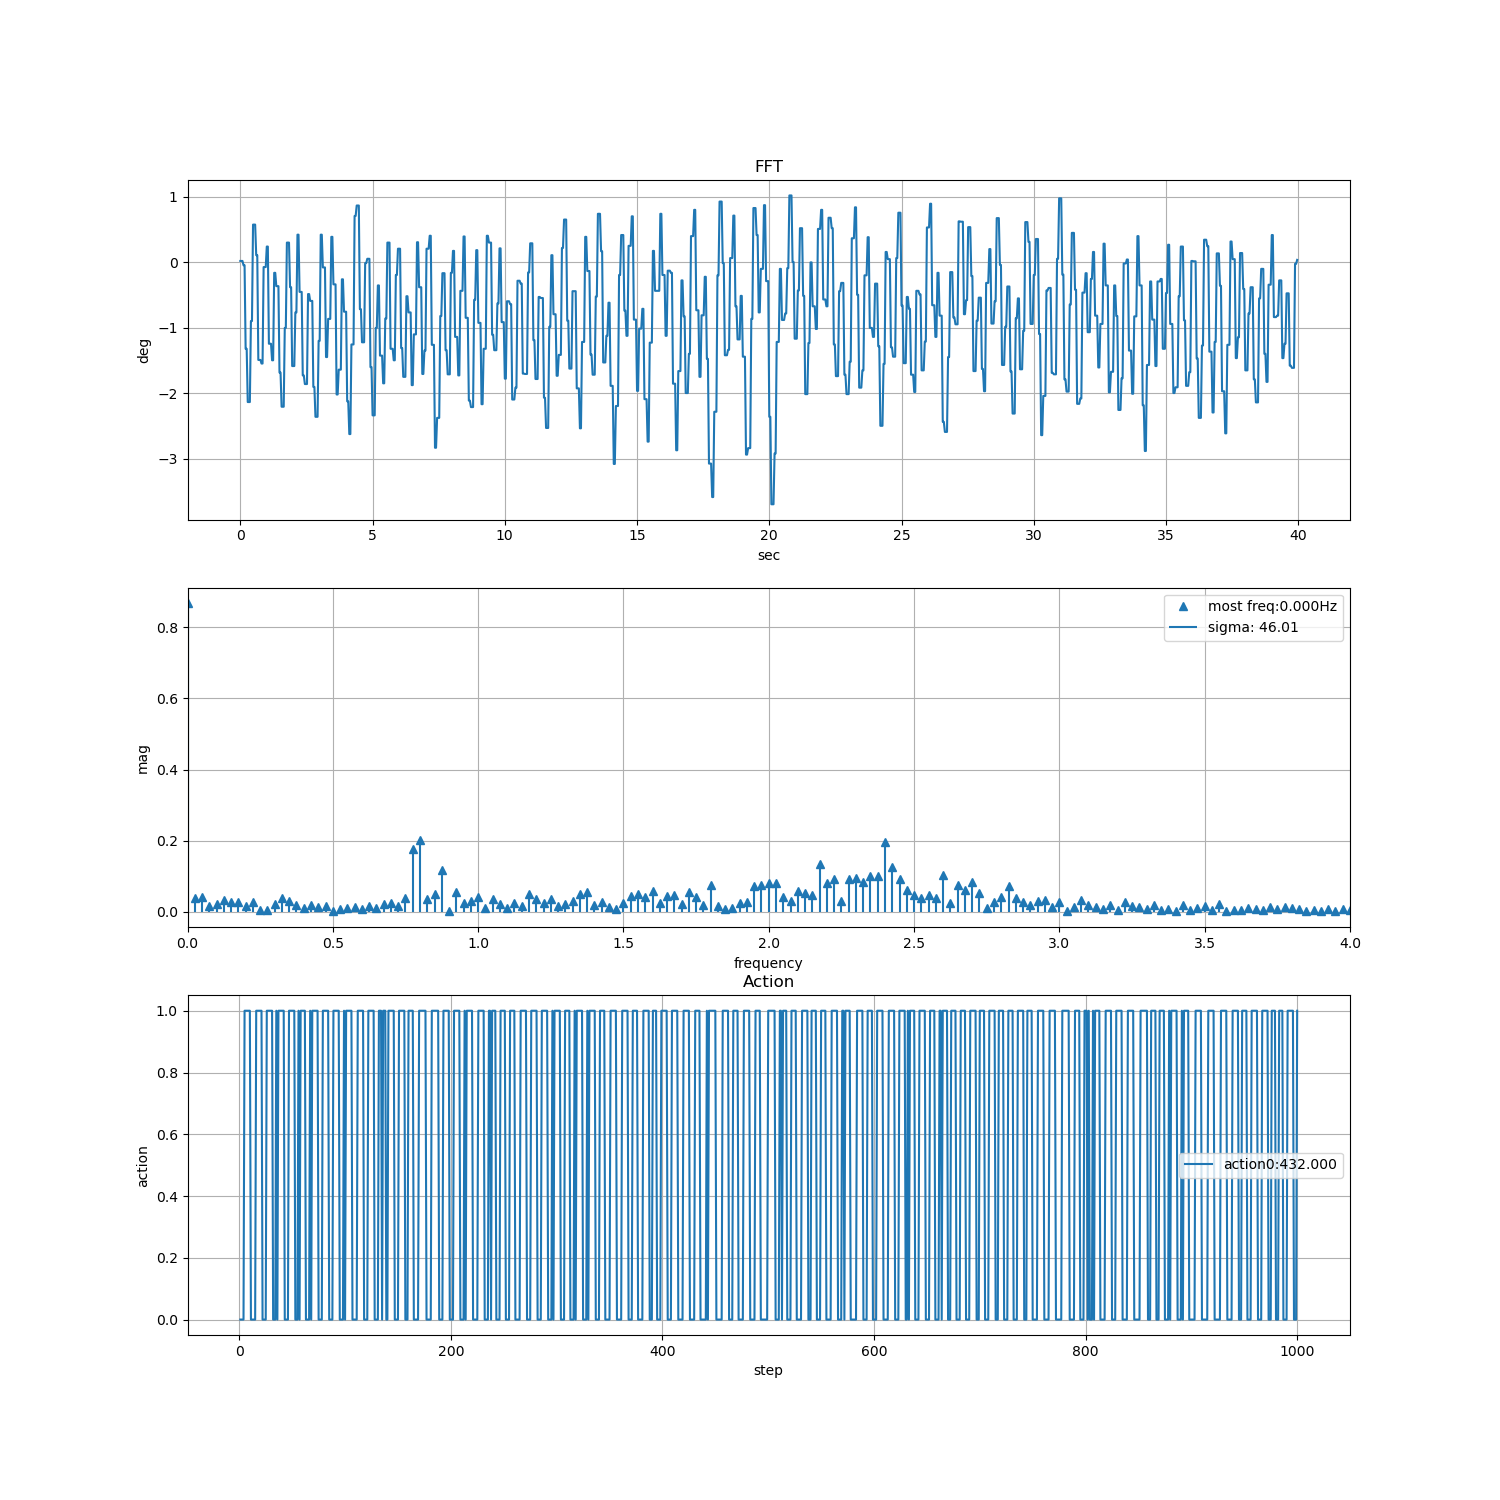 FFT
1
0
−1
−2
−3
deg
0 5 10 15 20 25 30 35 40
sec
most freq:0.000Hz
sigma: 46.01
0.8
0.6
0.4
0.2
0.0
mag
0.0 0.5 1.0 1.5 2.0 2.5 3.0 3.5 4.0
frequency
Action
1.0
0.8
0.6
0.4
0.2
0.0
action
action0:432.000
0 200 400 600 800 1000
step